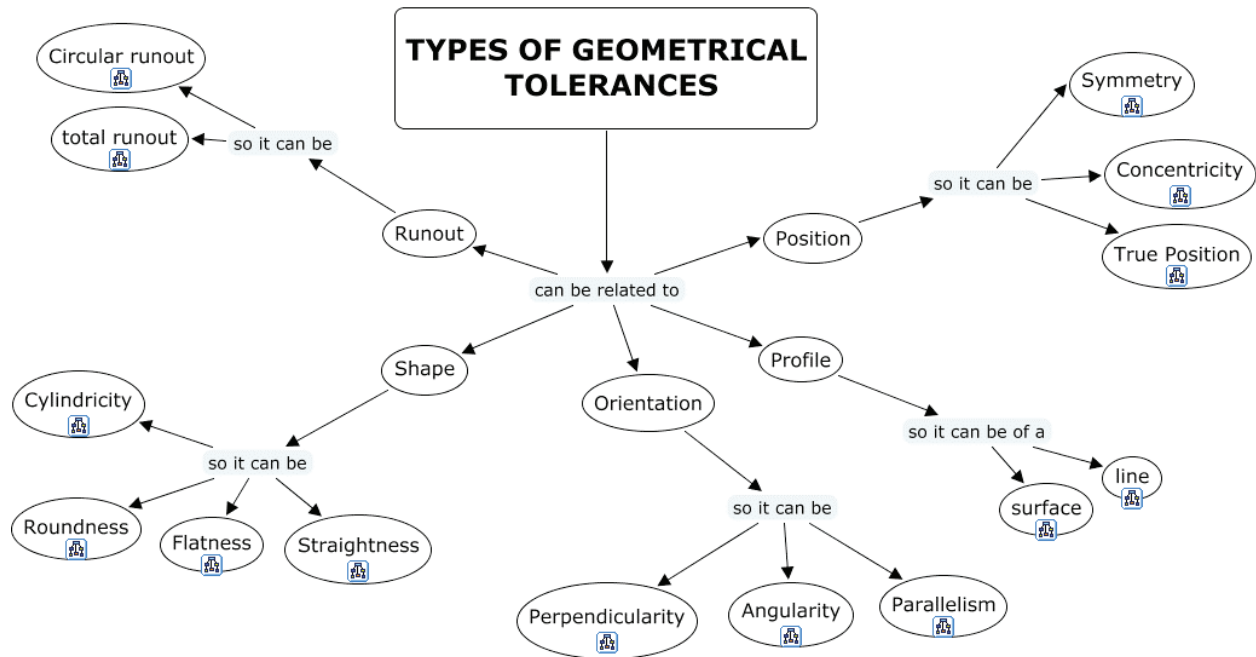 TYPES OF GEOMETRICAL
TOLERANCES
Circular runout
total runout
so it can be
Runout
Symmetry
Concentricity
True Position
so it can be
Position
can be related to
Shape
Cylindricity
so it can be
Roundness
Flatness
Straightness
Orientation
so it can be
Perpendicularity
Angularity
Parallelism
Profile
so it can be of a
surface
line